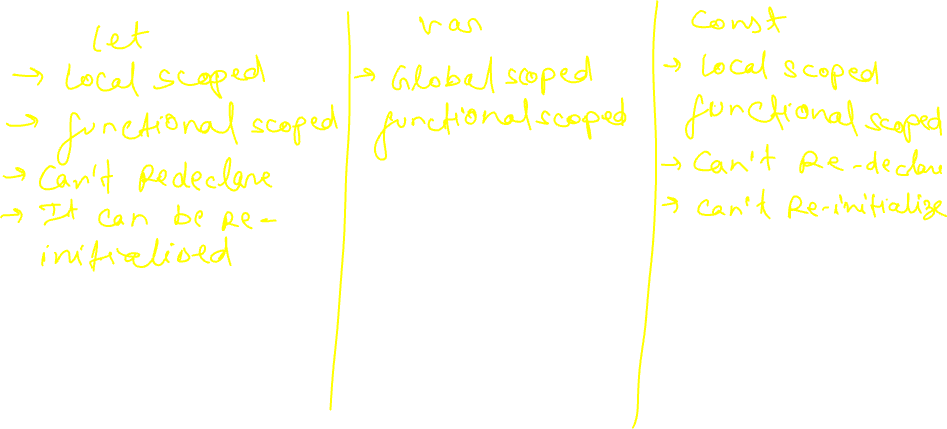 let
→ Local scoped
→ functional scoped
→ Can't Redeclare
→ It can be re-
initialised
var
→ Global scoped
functional scoped
Const
→ Local scoped
functional scoped
→ Can't Re-declare
→ Can't Re-initialize